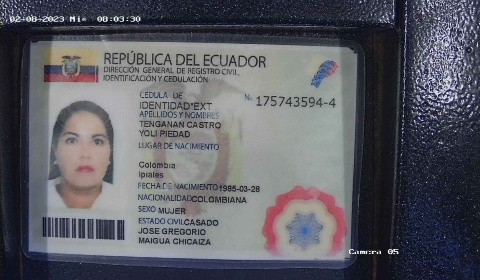 02-08-2023 Mie 08:03:30
REPÚBLICA DEL ECUADOR
DIRECCIÓN GENERAL DE REGISTRO CIVIL,
IDENTIFICACIÓN Y CEDULACIÓN
CÉDULA DE
IDENTIDAD*EXT
No. 175743594-4
APELLIDOS Y NOMBRES
TENGANAN CASTRO
YOLI PIEDAD
LUGAR DE NACIMIENTO
Colombia
Ipiales
FECHA DE NACIMIENTO 1985-03-28
NACIONALIDAD COLOMBIANA
SEXO MUJER
ESTADO CIVIL CASADO
JOSE GREGORIO
MAIGUA CHICAIZA
Camera 05